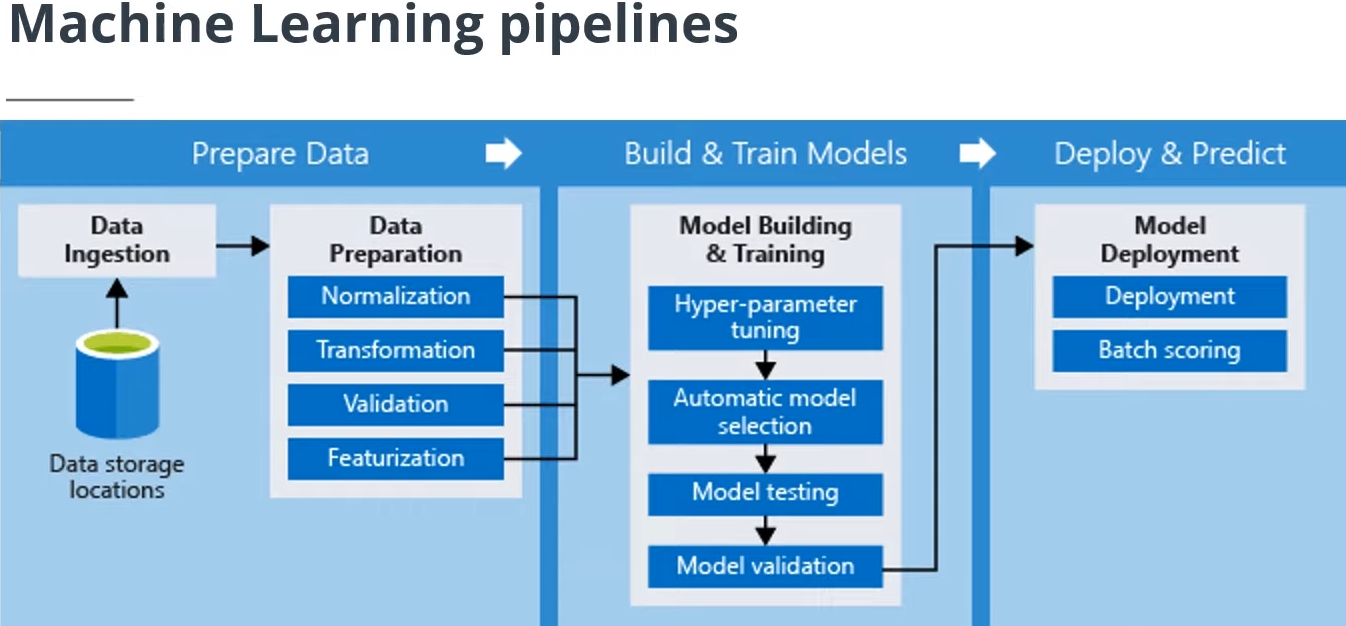 Machine Learning pipelines
Prepare Data
Build & Train Models
Deploy & Predict
Data
Ingestion
Data storage
locations
Data
Preparation
Normalization
Transformation
Validation
Featurization
Model Building
& Training
Hyper-parameter
tuning
Automatic model
selection
Model testing
Model validation
Model
Deployment
Deployment
Batch scoring